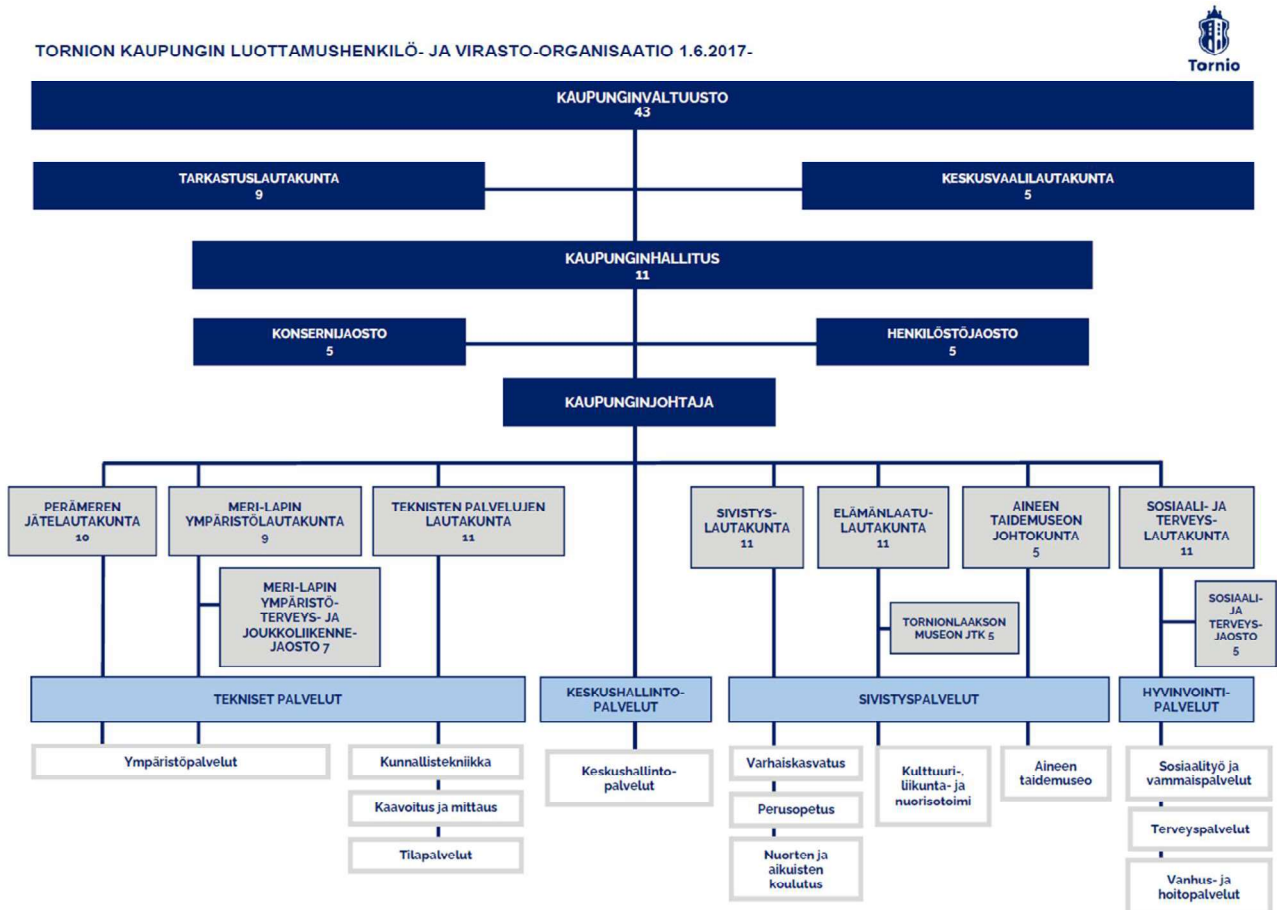 TORNION KAUPUNGIN LUOTTAMUSHENKILÖ- JA VIRASTO-ORGANISAATIO 1.6.2017-
Tornio
KAUPUNGINVALTUUSTO
43
TARKASTUSLAUTAKUNTA
9
KESKUSVAALILAUTAKUNTA
5
KAUPUNGINHALLITUS
11
KONSERNIJAOSTO
5
HENKILÖSTÖJAOSTO
5
KAUPUNGINJOHTAJA
PERÄMEREN
JÄTELAUTAKUNTA
10
MERI-LAPIN
YMPÄRISTÖLAUTAKUNTA
9
TEKNISTEN PALVELUJEN
LAUTAKUNTA
11
SIVISTYS-
LAUTAKUNTA
11
ELÄMÄNLAATU-
LAUTAKUNTA
11
AINEEN
TAIDEMUSEON
JOHTOKUNTA
5
SOSIAALI- JA
TERVEYS-
LAUTAKUNTA
11
MERI-LAPIN
YMPÄRISTÖ-
TERVEYS- JA
JOUKKOLIIKENNE-
JAOSTO 7
TORNIONLAAKSON
MUSEON JTK 5
SOSIAALI-
JA
TERVEYS-
JAOSTO
5
TEKNISET PALVELUT
KESKUSHALLINTO-
PALVELUT
SIVISTYSPALVELUT
HYVINVOINTI-
PALVELUT
Ympäristöpalvelut
Kunnallistekniikka
Kaavoitus ja mittaus
Tilapalvelut
Keskushallinto-
palvelut
Varhaiskasvatus
Perusopetus
Nuorten ja
aikuisten
koulutus
Kulttuuri-,
liikunta- ja
nuorisotoimi
Aineen
taidemuseo
Sosiaalityö ja
vammaispalvelut
Terveyspalvelut
Vanhus- ja
hoitopalvelut